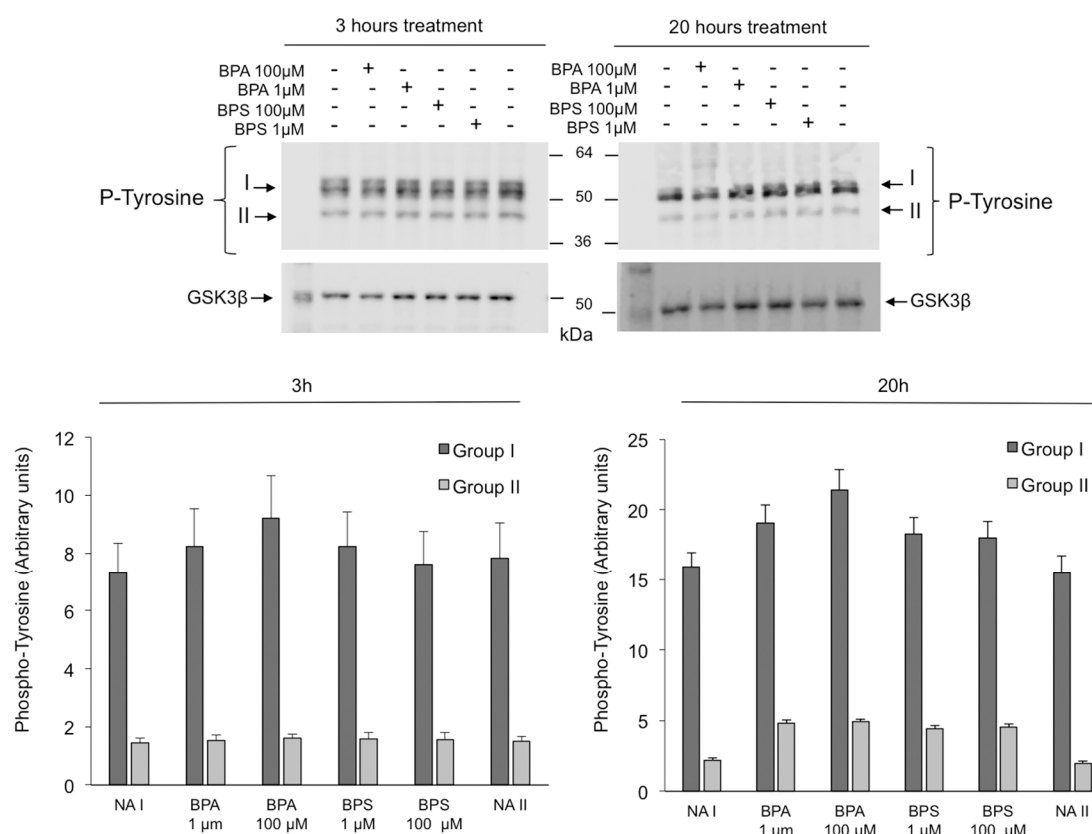 3 hours treatment
20 hours treatment
BPA 100µM - + - - - -
BPA 1µM - - + - - -
BPS 100µM - - - + - -
BPS 1µM - - - - + -
BPA 100µM - + - - - -
BPA 1µM - - + - - -
BPS 100µM - - - + - -
BPS 1µM - - - - + -
P-Tyrosine
I
II
64
50
36
I
II
P-Tyrosine
GSK3β
50
kDa
GSK3β
3h
Phospho-Tyrosine (Arbitrary units)
12
10
8
6
4
2
0
Group I
Group II
NA I
BPA
1 µm
BPA
100 µM
BPS
1 µM
BPS
100 µM
NA II
20h
Phospho-Tyrosine (Arbitrary units)
25
20
15
10
5
0
Group I
Group II
NA I
BPA
1 µm
BPA
100 µM
BPS
1 µM
BPS
100 µM
NA II